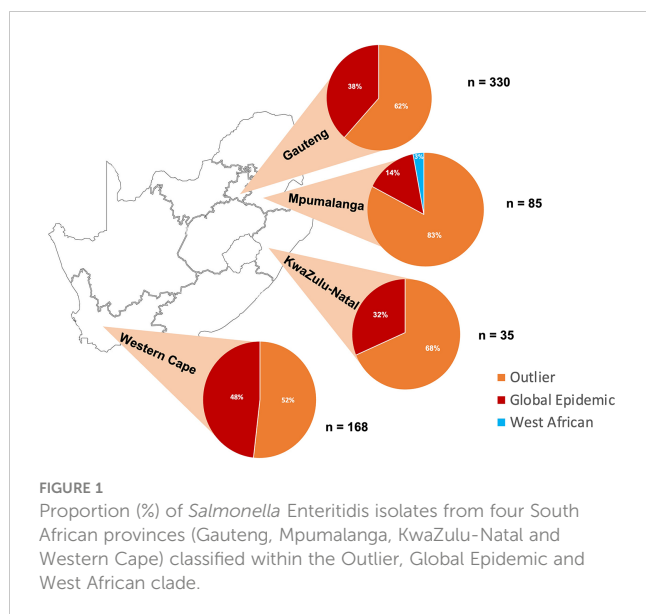 38%
62%
n = 330
Gauteng
14%
3%
83%
n = 85
Mpumalanga
32%
68%
n = 35
KwaZulu-Natal
48%
52%
n = 168
Western Cape
Outlier
Global Epidemic
West African
FIGURE 1
Proportion (%) of Salmonella Enteritidis isolates from four South
African provinces (Gauteng, Mpumalanga, KwaZulu-Natal and
Western Cape) classified within the Outlier, Global Epidemic and
West African clade.